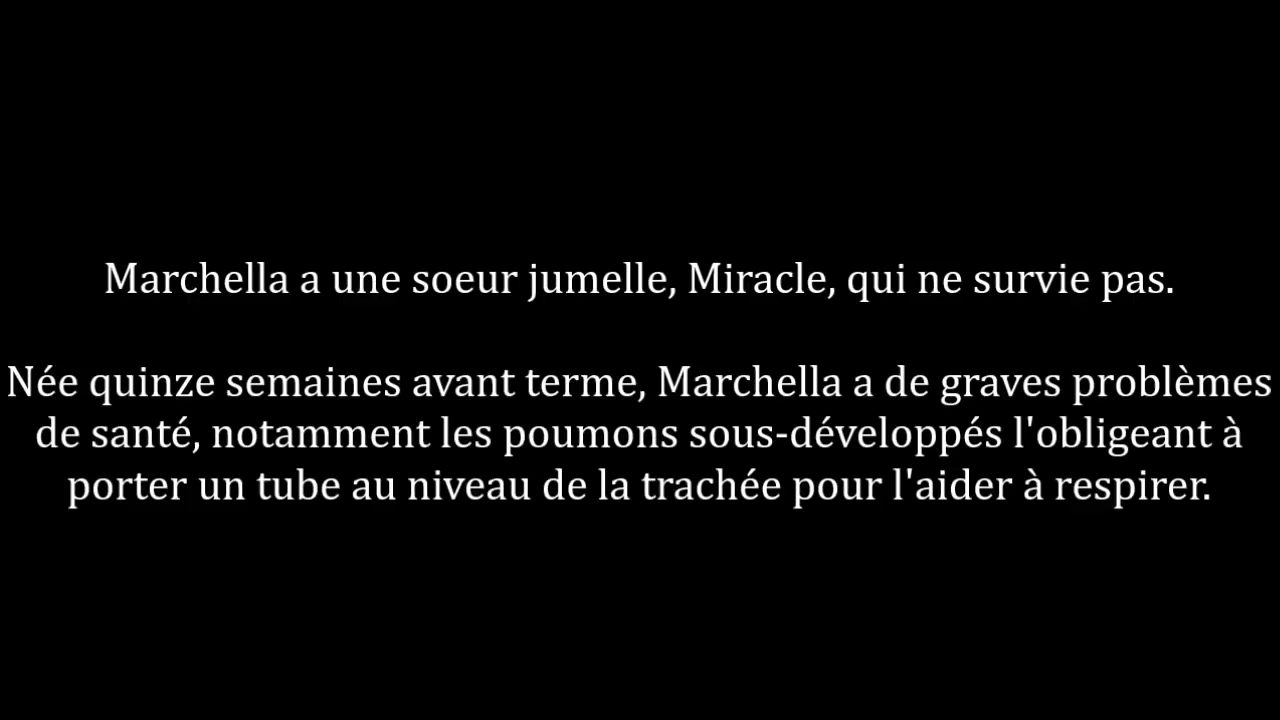 Marchella a une soeur jumelle, Miracle, qui ne survie pas.
Née quinze semaines avant terme, Marchella a de graves problèmes
de santé, notamment les poumons sous-développés l'obligeant à
porter un tube au niveau de la trachée pour l'aider à respirer.